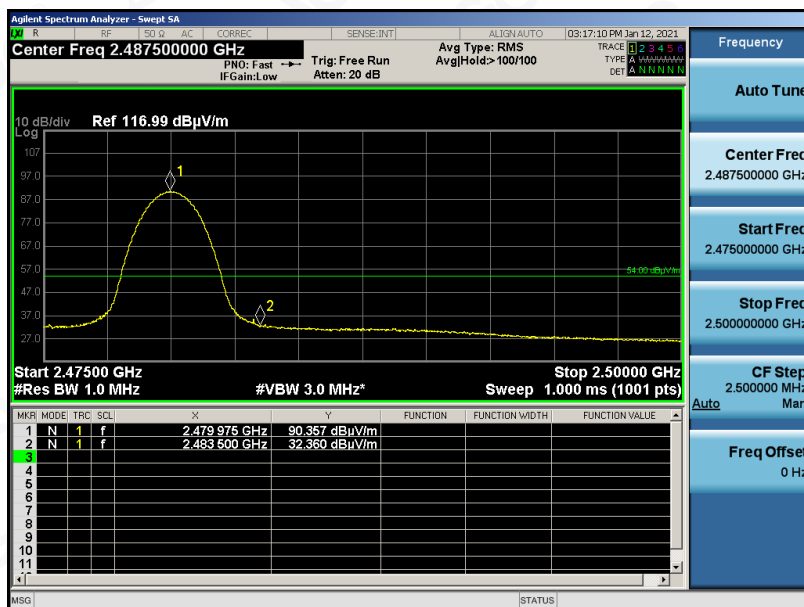 Agilent Spectrum Analyzer - Swept SA
LXI R RF 50 Ω AC CORREC SENSE:INT ALIGN AUTO 03:17:10 PM Jan 12, 2021
Center Freq 2.487500000 GHz
PNO: Fast
IFGain:Low
Trig: Free Run
Atten: 20 dB
Avg Type: RMS
Avg|Hold:>100/100
TRACE 1 2 3 4 5 6
TYPE A WWWWW
DET A N N N N N
10 dB/div Ref 116.99 dBµV/m
Log
107
97.0
87.0
77.0
67.0
57.0
47.0
37.0
27.0
1
2
54.00 dBµV/m
Start 2.47500 GHz Stop 2.50000 GHz
#Res BW 1.0 MHz #VBW 3.0 MHz* Sweep 1.000 ms (1001 pts)
MKR MODE TRC SCL X Y FUNCTION FUNCTION WIDTH FUNCTION VALUE
1 N 1 f 2.479 975 GHz 90.357 dBµV/m
2 N 1 f 2.483 500 GHz 32.360 dBµV/m
3
4
5
6
7
8
9
10
11
MSG STATUS
Frequency
Auto Tune
Center Freq
2.487500000 GHz
Start Freq
2.475000000 GHz
Stop Freq
2.500000000 GHz
CF Step
2.500000 MHz
Auto Man
Freq Offset
0 Hz